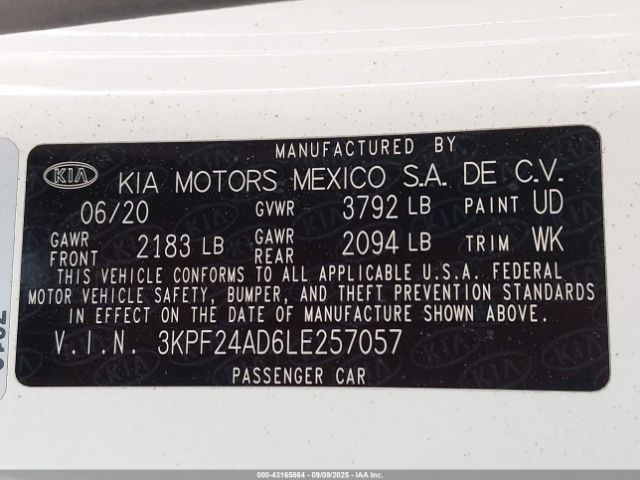 MANUFACTURED BY
KIA KIA MOTORS MEXICO S.A. DE C.V.
06/20 GVWR 3792 LB PAINT UD
GAWR FRONT 2183 LB GAWR REAR 2094 LB TRIM WK
THIS VEHICLE CONFORMS TO ALL APPLICABLE U.S.A. FEDERAL
MOTOR VEHICLE SAFETY, BUMPER, AND THEFT PREVENTION STANDARDS
IN EFFECT ON THE DATE OF MANUFACTURE SHOWN ABOVE.
V.I.N. 3KPF24AD6LE257057
PASSENGER CAR
000-43165864 - 09/09/2025 - IAAI.COM